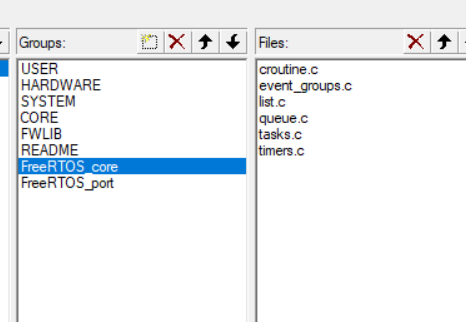 Groups:
USER
HARDWARE
SYSTEM
CORE
FWLIB
README
FreeRTOS_core
FreeRTOS_port
Files:
croutine.c
event_groups.c
list.c
queue.c
tasks.c
timers.c